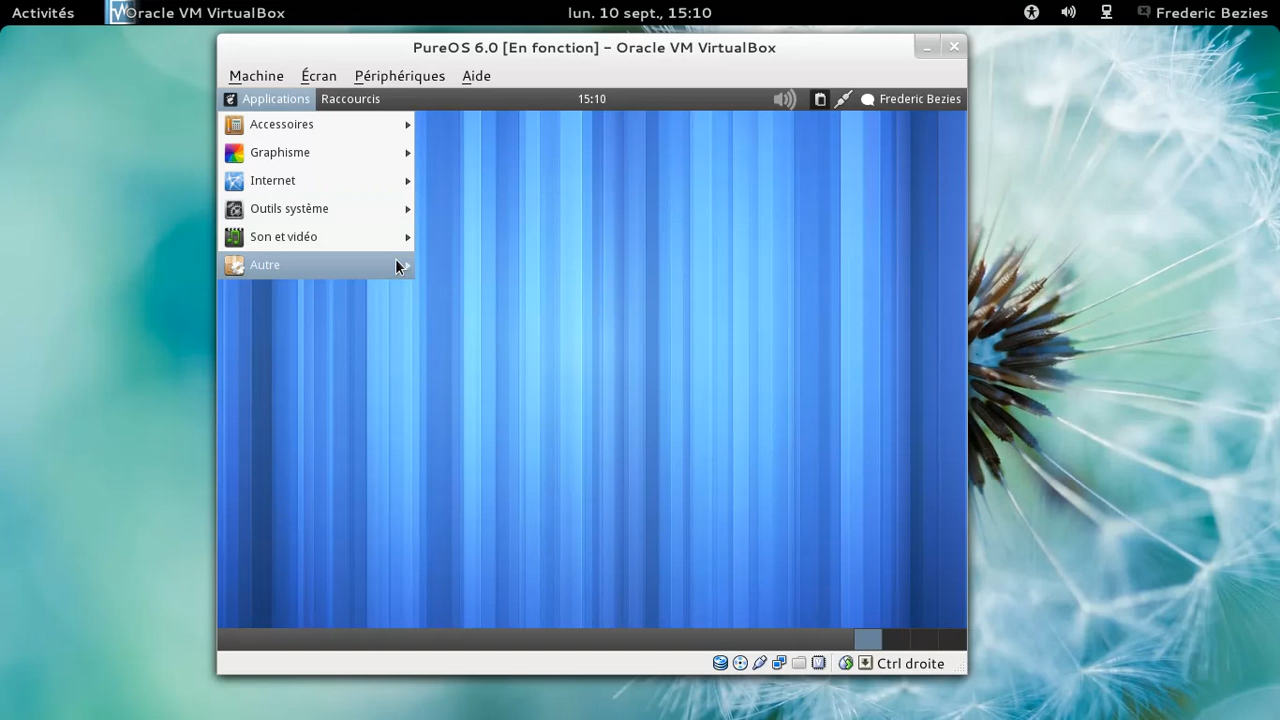 Activités Oracle VM VirtualBox lun. 10 sept., 15:10 Frederic Bezies
PureOS 6.0 [En fonction] - Oracle VM VirtualBox
Machine Écran Périphériques Aide
Applications Raccourcis 15:10 Frederic Bezies
Accessoires
Graphisme
Internet
Outils système
Son et vidéo
Autre
Ctrl droite